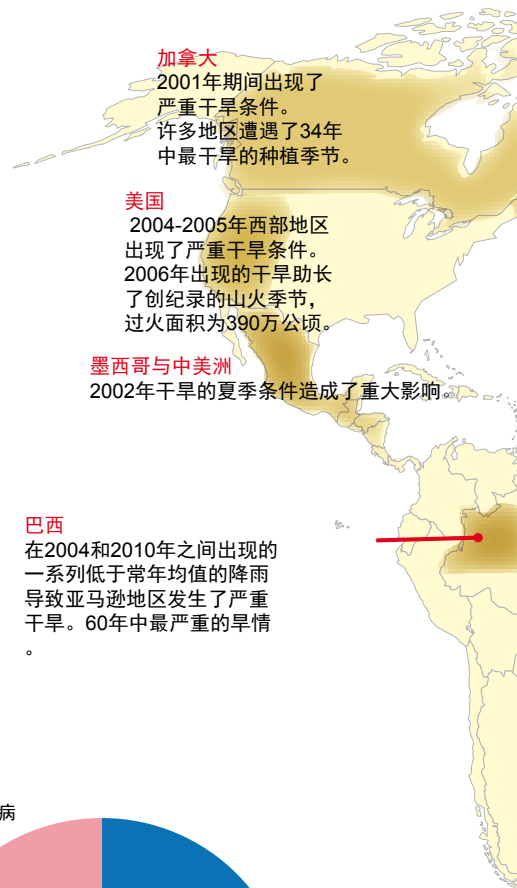 加拿大
2001年期间出现了
严重干旱条件。
许多地区遭遇了34年
中最干旱的种植季节。
美国
2004-2005年西部地区
出现了严重干旱条件。
2006年出现的干旱助长
了创纪录的山火季节，
过火面积为390万公顷。
墨西哥与中美洲
2002年干旱的夏季条件造成了重大影响。
巴西
在2004和2010年之间出现的
一系列低于常年均值的降雨
导致亚马逊地区发生了严重
干旱。60年中最严重的旱情
。
病